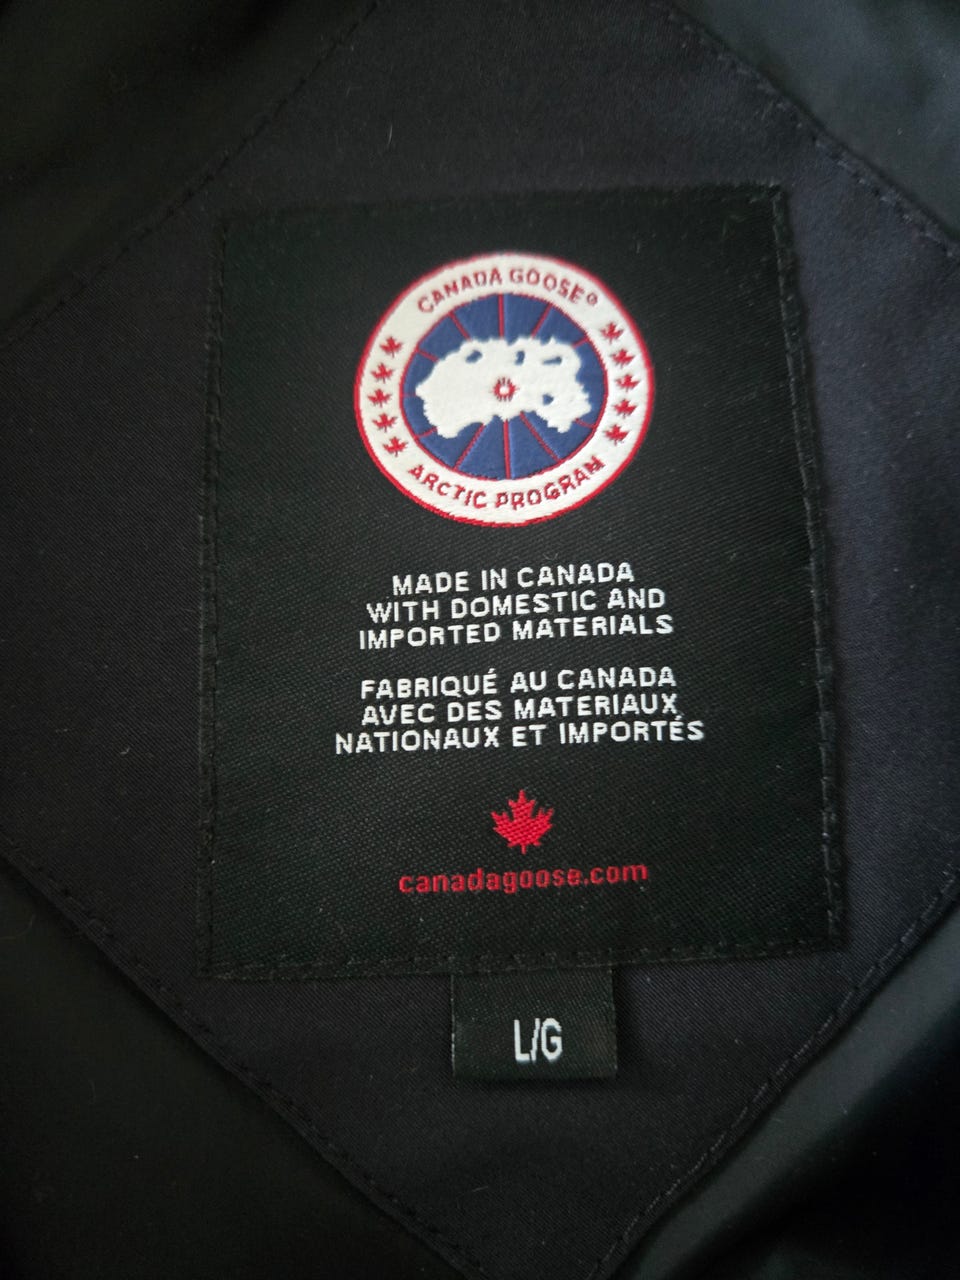 CANADA GOOSE®
ARCTIC PROGRAM
MADE IN CANADA
WITH DOMESTIC AND
IMPORTED MATERIALS
FABRIQUÉ AU CANADA
AVEC DES MATERIAUX
NATIONAUX ET IMPORTÉS
canadagoose.com
L/G